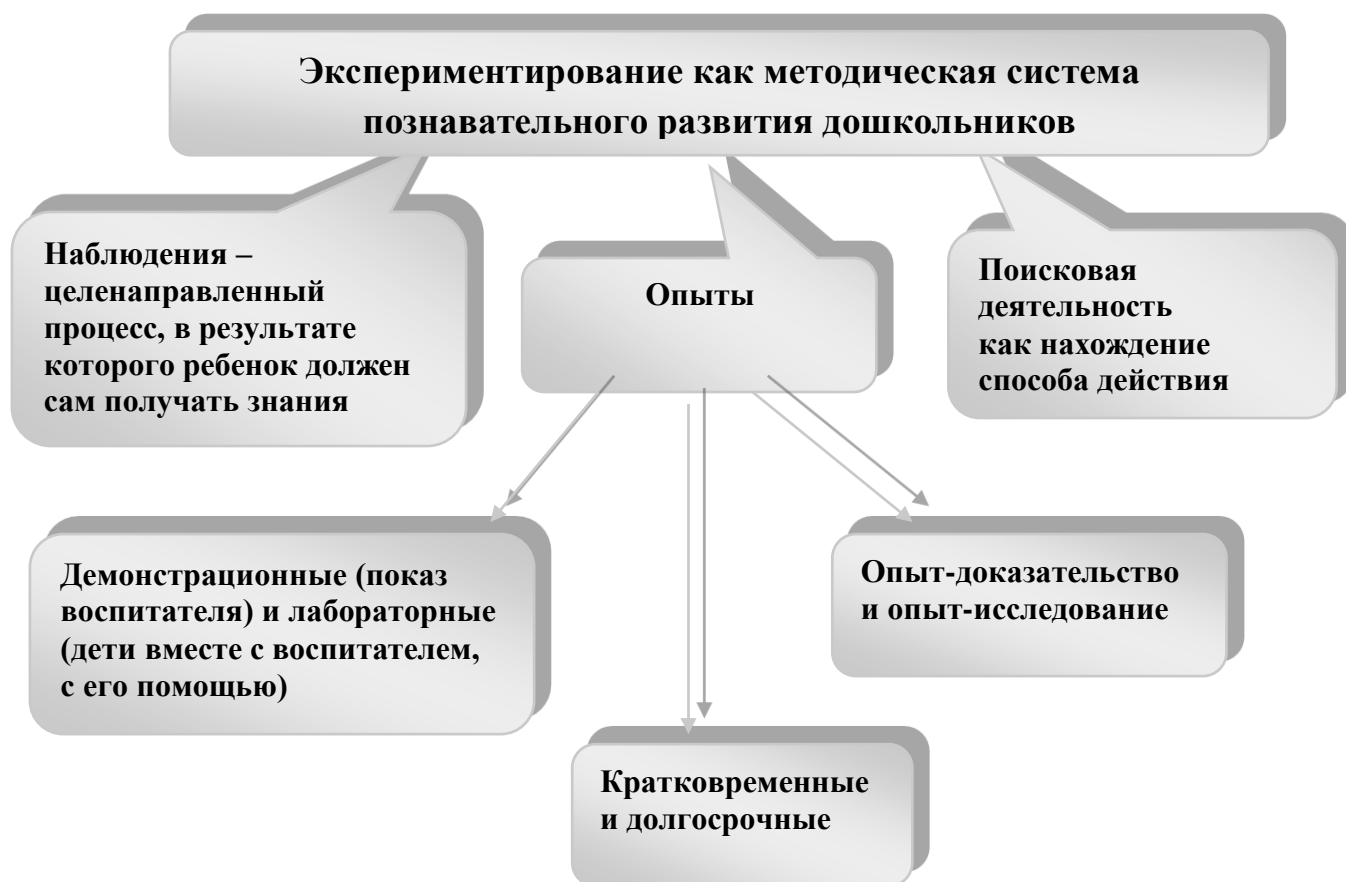 Экспериментирование как методическая система
познавательного развития дошкольников
Наблюдения –
целенаправленный
процесс, в результате
которого ребенок должен
сам получать знания
Опыты
Поисковая
деятельность
как нахождение
способа действия
Демонстрационные (показ
воспитателя) и лабораторные
(дети вместе с воспитателем,
с его помощью)
Опыт-доказательство
и опыт-исследование
Кратковременные
и долгосрочные